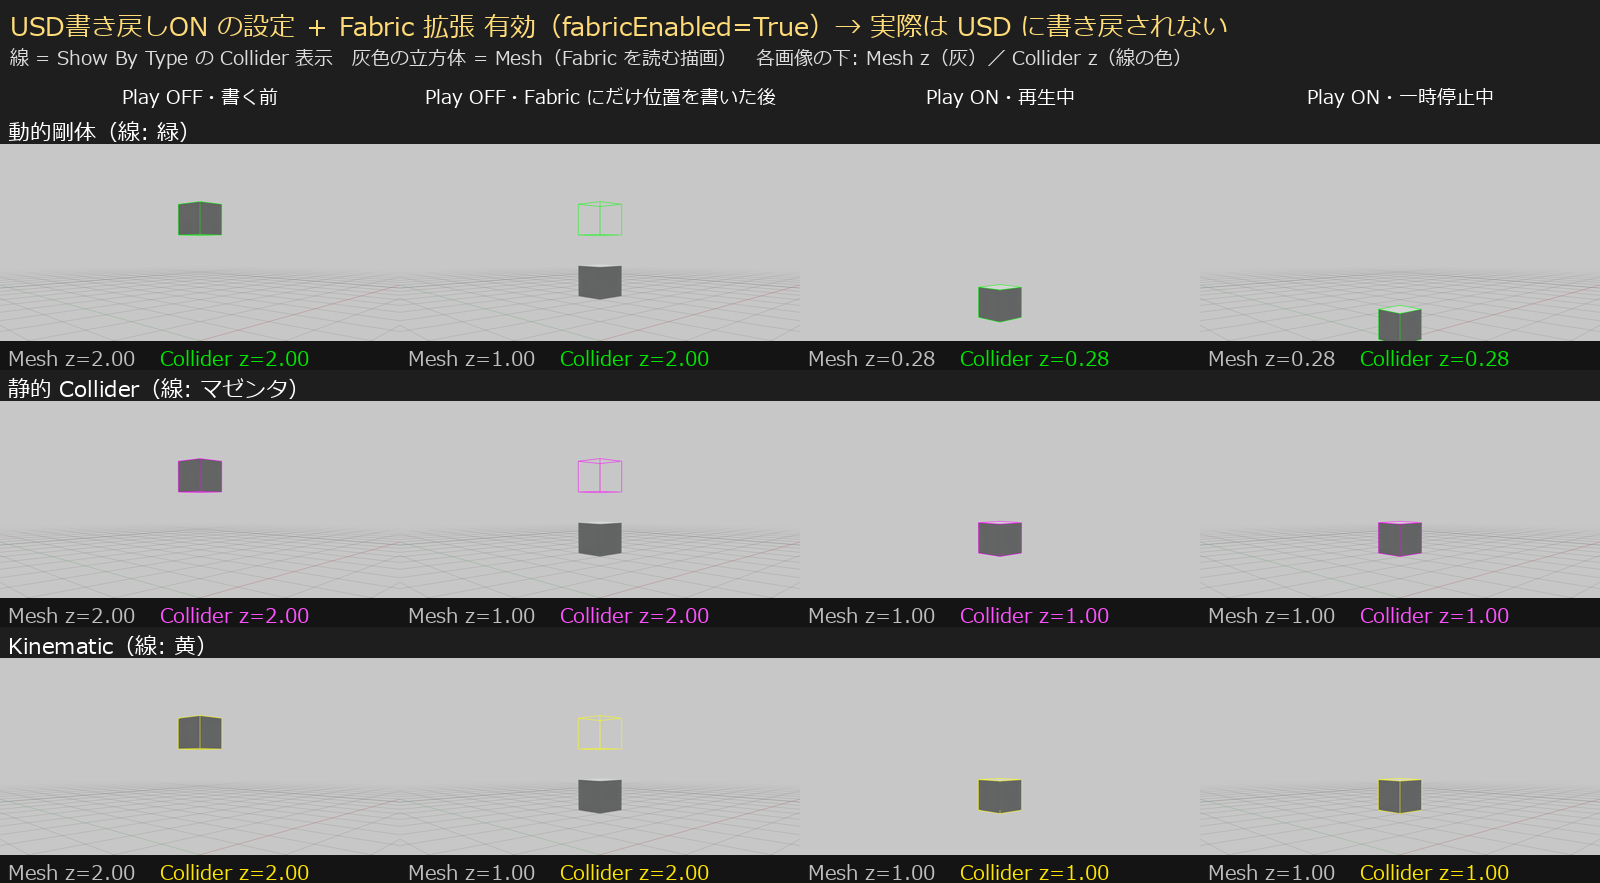 USD書き戻しON の設定 ＋ Fabric 拡張 有効（fabricEnabled=True）→ 実際は USD に書き戻されない
線 = Show By Type の Collider 表示　灰色の立方体 = Mesh（Fabric を読む描画）　各画像の下: Mesh z（灰）／ Collider z（線の色）
Play OFF・書く前　Play OFF・Fabric にだけ位置を書いた後　Play ON・再生中　Play ON・一時停止中
動的剛体（線: 緑）
Mesh z=2.00　Collider z=2.00　Mesh z=1.00　Collider z=2.00　Mesh z=0.28　Collider z=0.28　Mesh z=0.28　Collider z=0.28
静的 Collider（線: マゼンタ）
Mesh z=2.00　Collider z=2.00　Mesh z=1.00　Collider z=2.00　Mesh z=1.00　Collider z=1.00　Mesh z=1.00　Collider z=1.00
Kinematic（線: 黄）
Mesh z=2.00　Collider z=2.00　Mesh z=1.00　Collider z=2.00　Mesh z=1.00　Collider z=1.00　Mesh z=1.00　Collider z=1.00